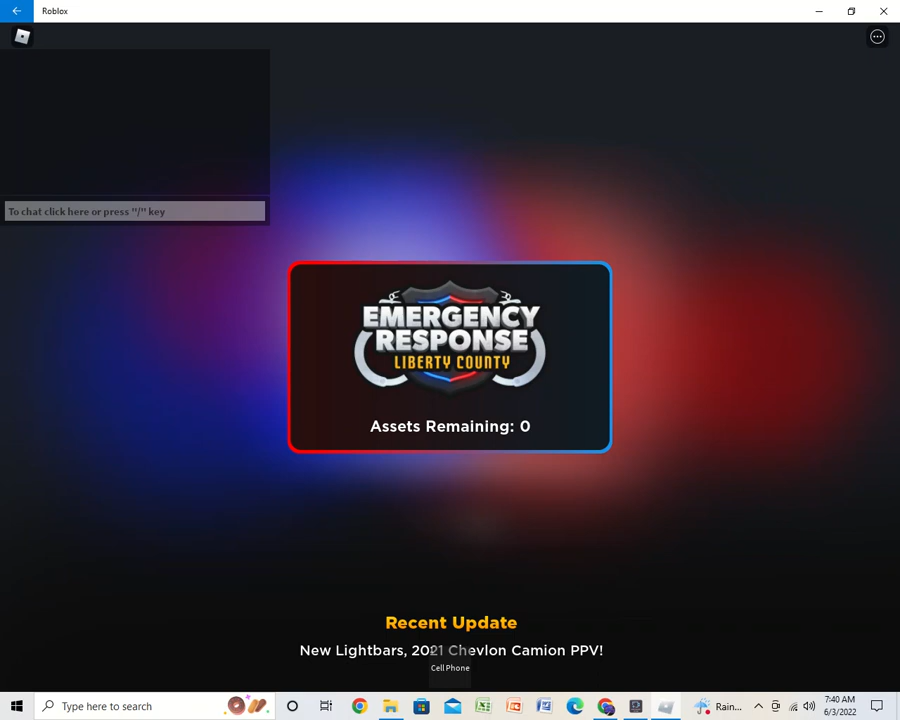 Roblox
To chat click here or press "/" key
EMERGENCY
RESPONSE
LIBERTY COUNTY
Assets Remaining: 0
Recent Update
New Lightbars, 2021 Chevlon Camion PPV!
Cell Phone
Type here to search
Rain...
7:40 AM
6/3/2022